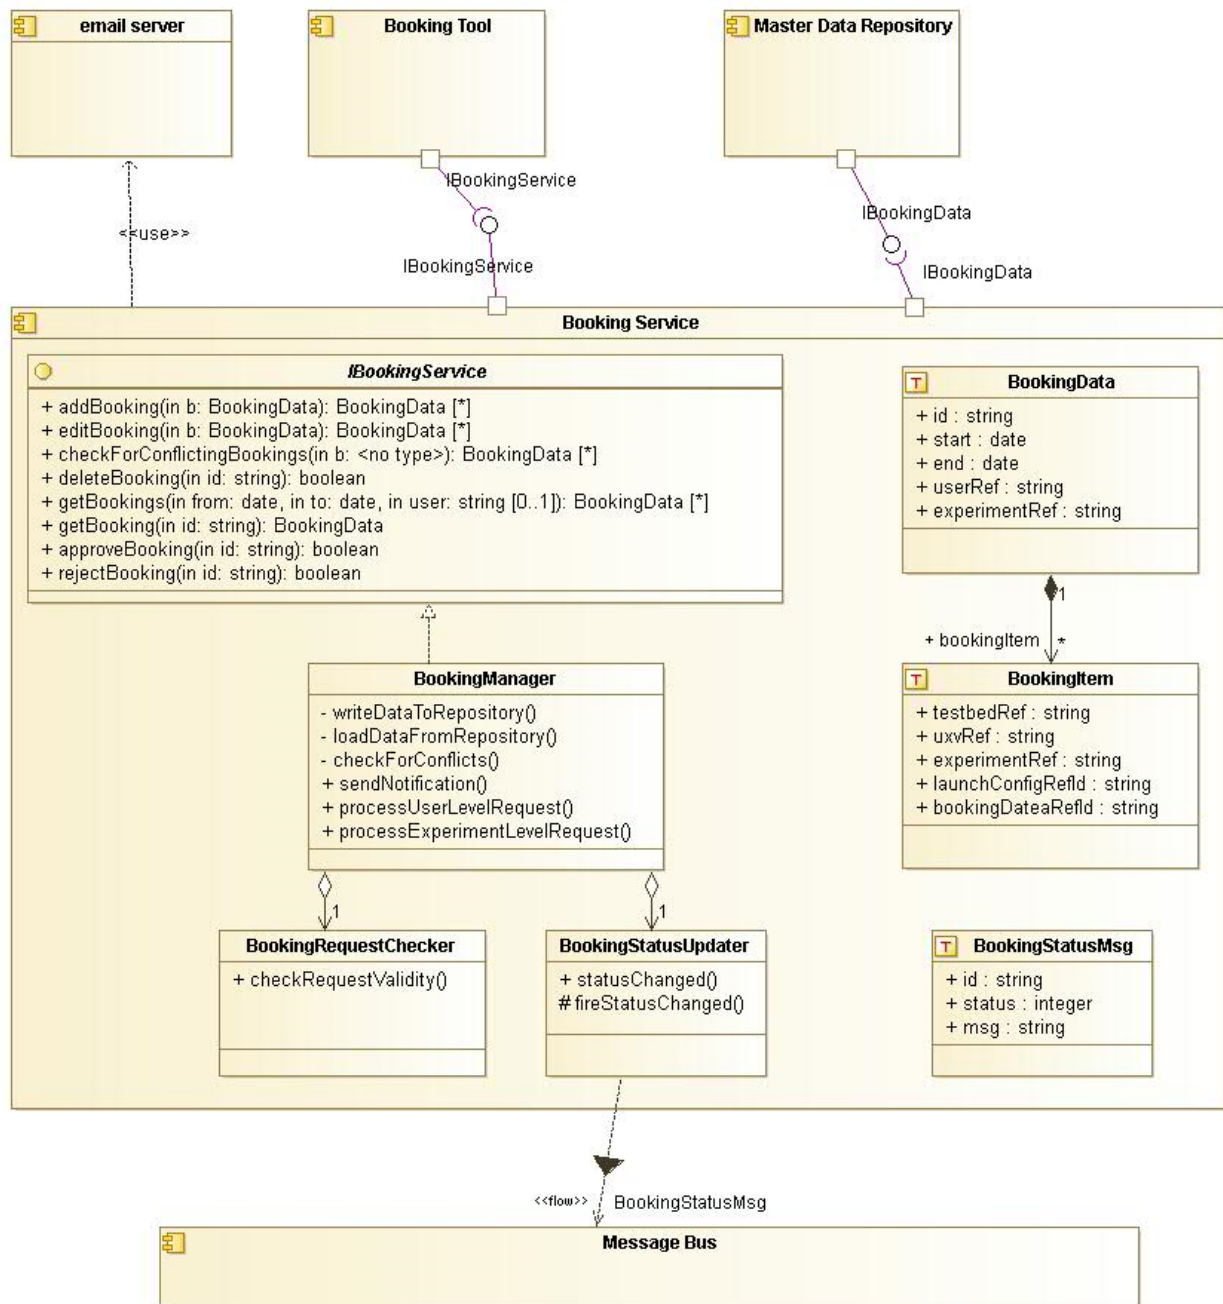 email server
Booking Tool
Master Data Repository
IBookingService
IBookingData
<<use>>
IBookingService
IBookingData
Booking Service
IBookingService
+ addBooking(in b: BookingData): BookingData [*]
+ editBooking(in b: BookingData): BookingData [*]
+ checkForConflictingBookings(in b: <no type>): BookingData [*]
+ deleteBooking(in id: string): boolean
+ getBookings(in from: date, in to: date, in user: string [0..1]): BookingData [*]
+ getBooking(in id: string): BookingData
+ approveBooking(in id: string): boolean
+ rejectBooking(in id: string): boolean
BookingData
+ id : string
+ start : date
+ end : date
+ userRef : string
+ experimentRef : string
1
+ bookingItem
*
BookingManager
- writeDataToRepository()
- loadDataFromRepository()
- checkForConflicts()
+ sendNotification()
+ processUserLevelRequest()
+ processExperimentLevelRequest()
BookingItem
+ testbedRef : string
+ uxvRef : string
+ experimentRef : string
+ launchConfigRefId : string
+ bookingDateaRefId : string
1
1
BookingRequestChecker
+ checkRequestValidity()
BookingStatusUpdater
+ statusChanged()
# fireStatusChanged()
BookingStatusMsg
+ id : string
+ status : integer
+ msg : string
<<flow>>
BookingStatusMsg
Message Bus